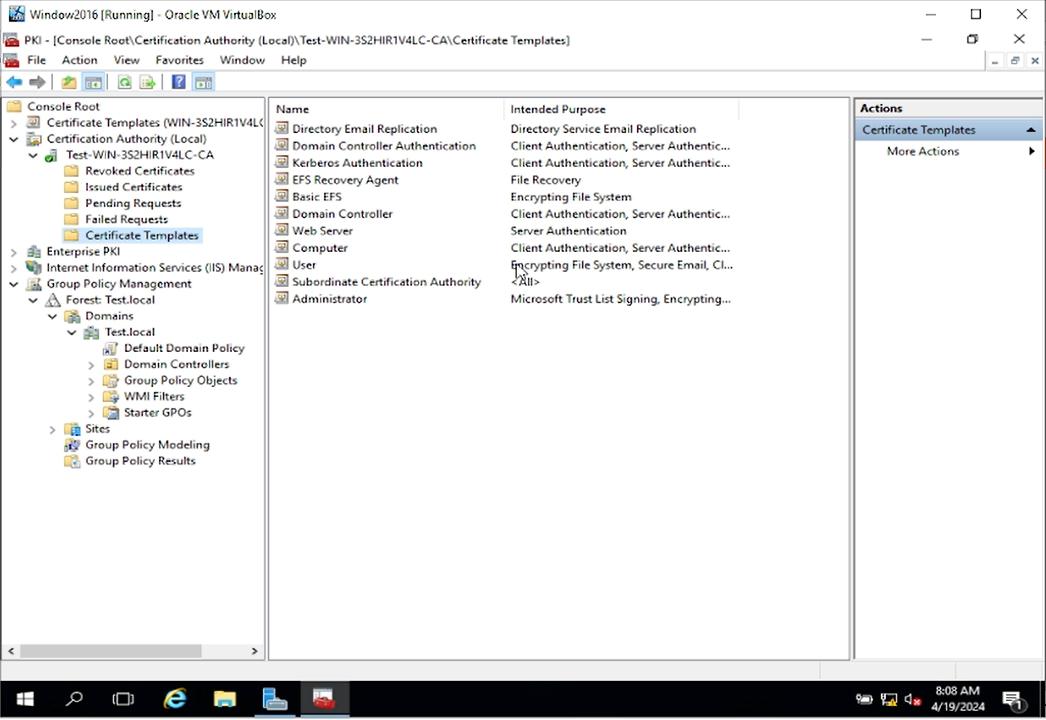 Window2016 [Running] - Oracle VM VirtualBox
PKI - [Console Root\Certification Authority (Local)\Test-WIN-3S2HIR1V4LC-CA\Certificate Templates]
File Action View Favorites Window Help
Console Root
Certificate Templates (WIN-3S2HIR1V4LC
Certification Authority (Local)
Test-WIN-3S2HIR1V4LC-CA
Revoked Certificates
Issued Certificates
Pending Requests
Failed Requests
Certificate Templates
Enterprise PKI
Internet Information Services (IIS) Manag
Group Policy Management
Forest: Test.local
Domains
Test.local
Default Domain Policy
Domain Controllers
Group Policy Objects
WMI Filters
Starter GPOs
Sites
Group Policy Modeling
Group Policy Results
Name Intended Purpose
Directory Email Replication Directory Service Email Replication
Domain Controller Authentication Client Authentication, Server Authentic...
Kerberos Authentication Client Authentication, Server Authentic...
EFS Recovery Agent File Recovery
Basic EFS Encrypting File System
Domain Controller Client Authentication, Server Authentic...
Web Server Server Authentication
Computer Client Authentication, Server Authentic...
User Encrypting File System, Secure Email, Cl...
Subordinate Certification Authority <All>
Administrator Microsoft Trust List Signing, Encrypting...
Actions
Certificate Templates
More Actions
8:08 AM
4/19/2024
1